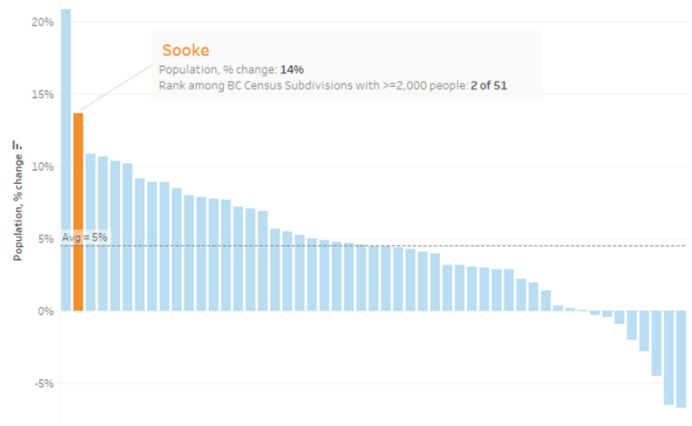 20%
Sooke
Population, % change: 14%
Rank among BC Census Subdivisions with >=2,000 people: 2 of 51
15%
Population, % change
10%
5%
Avg = 5%
0%
-5%